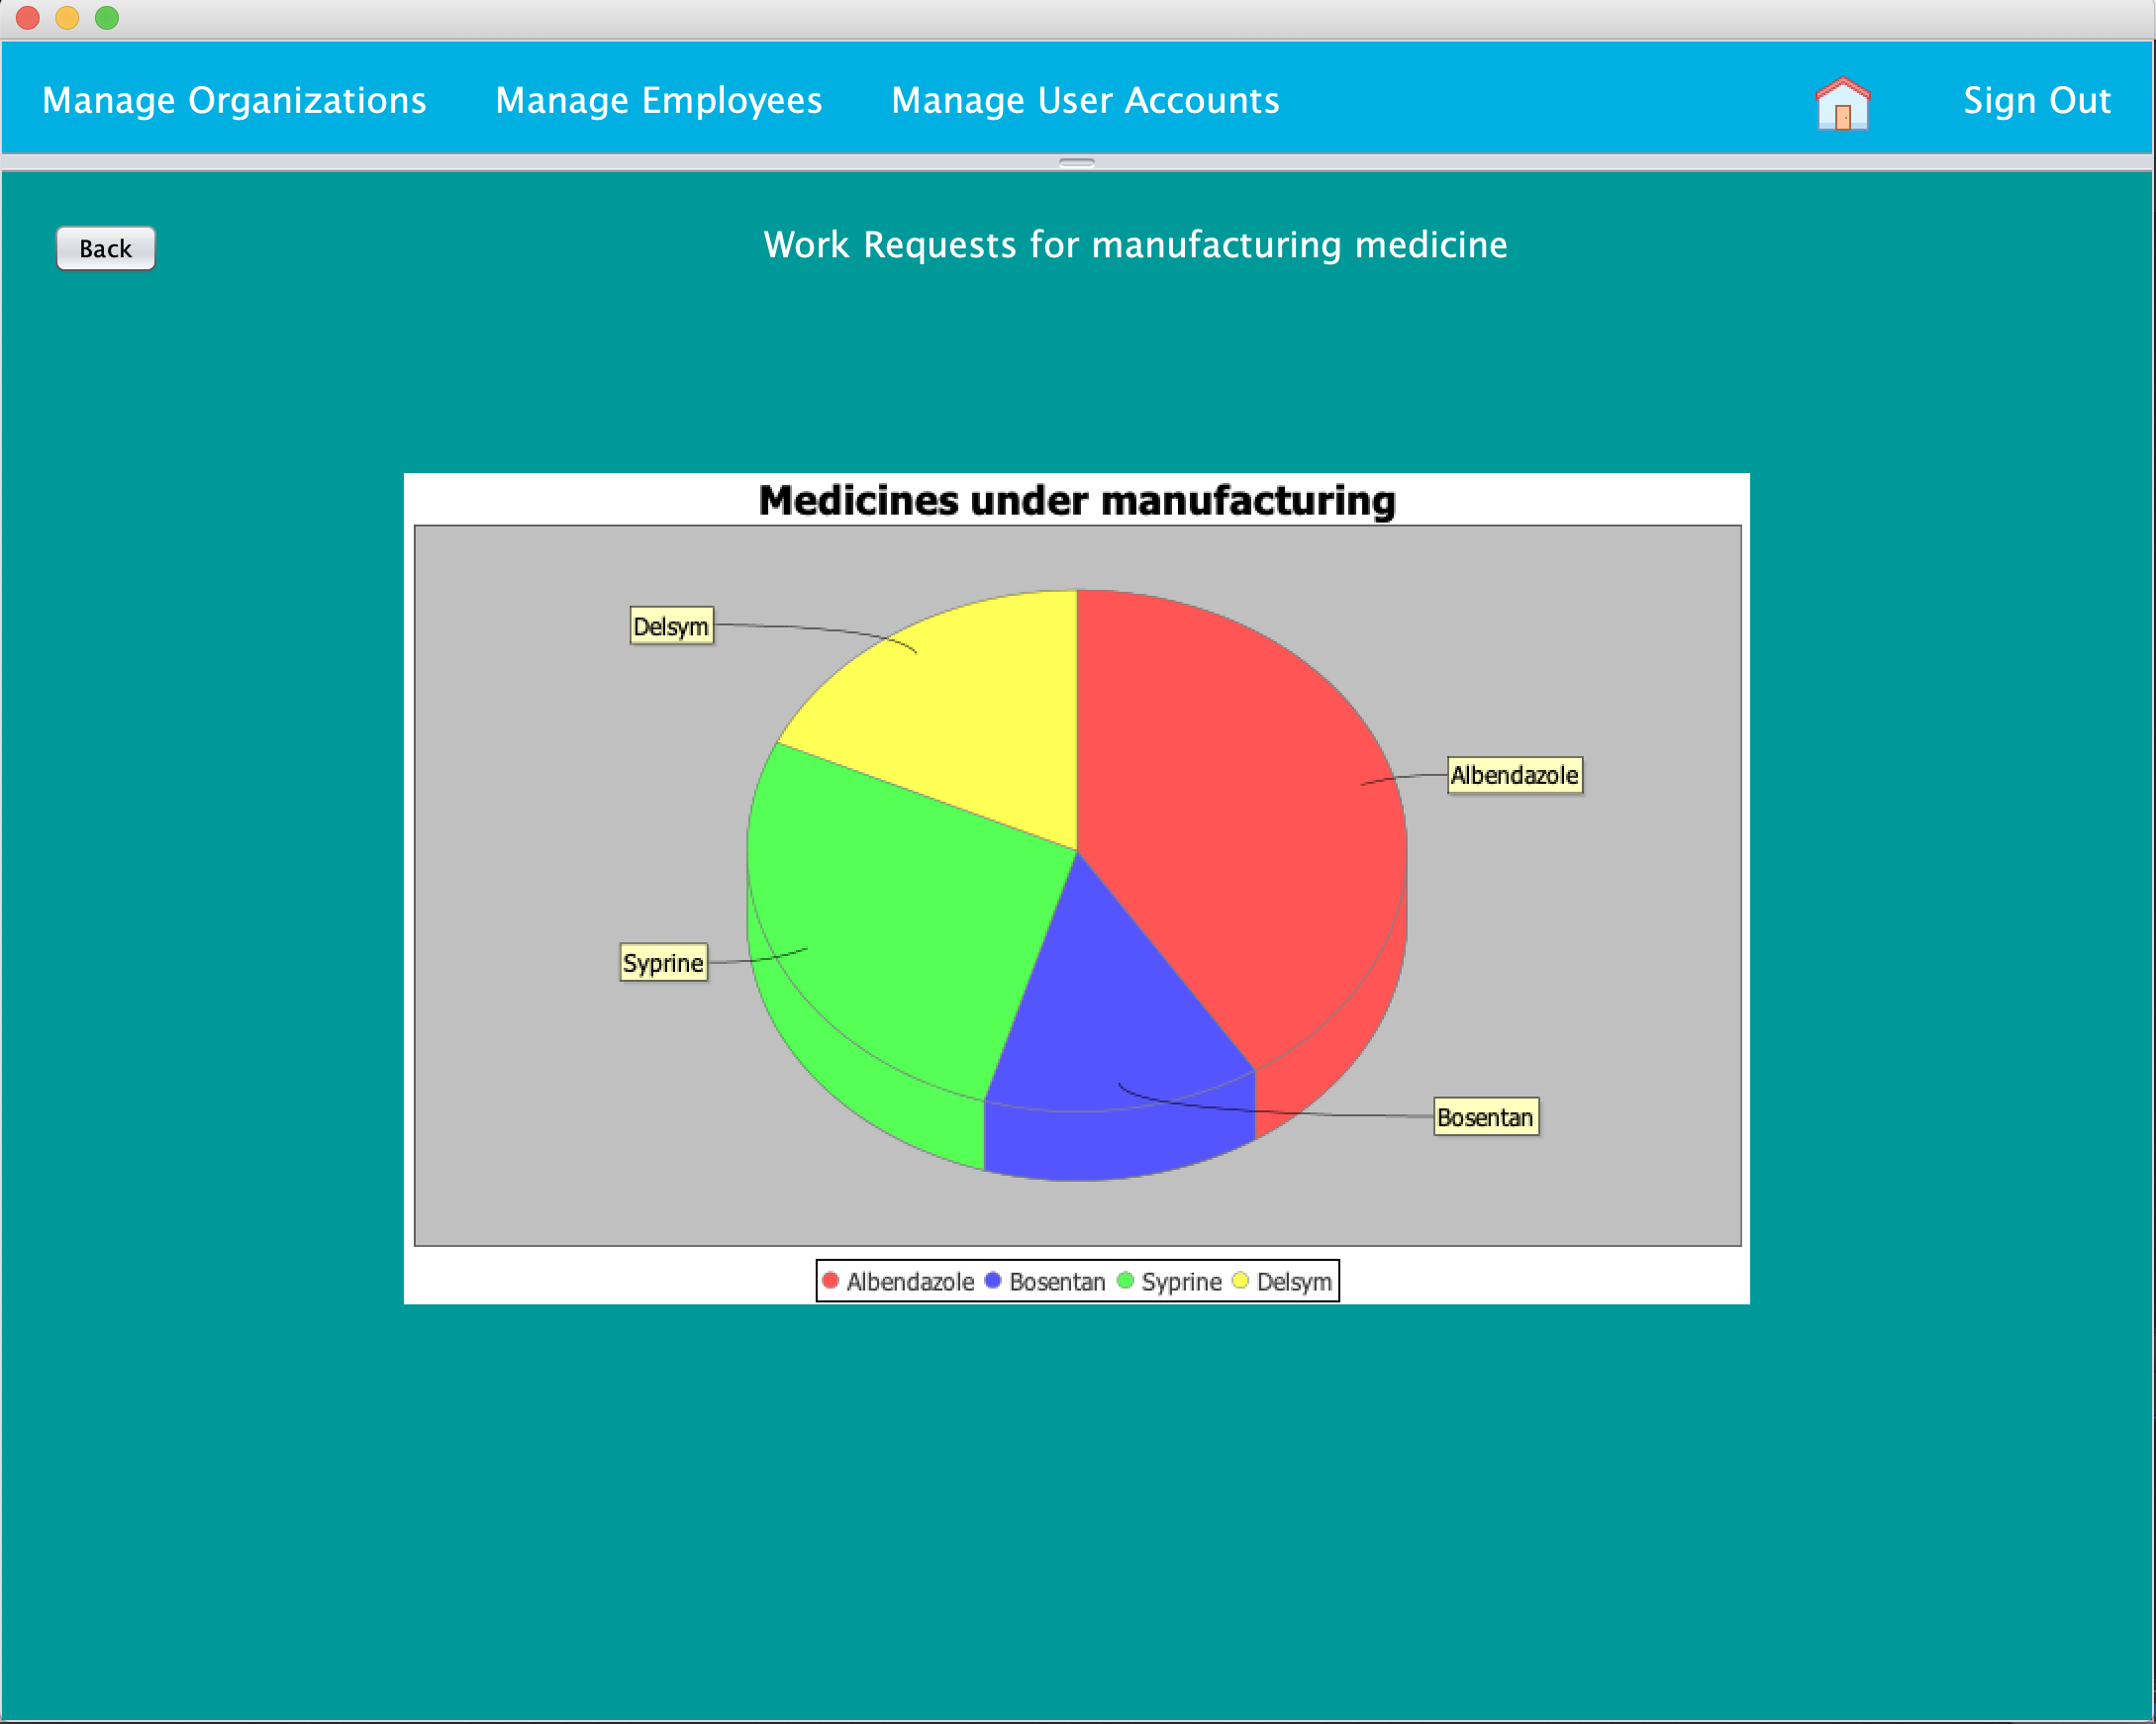 Manage Organizations Manage Employees Manage User Accounts Sign Out
Back Work Requests for manufacturing medicine
Medicines under manufacturing
Delsym
Albendazole
Syprine
Bosentan
Albendazole Bosentan Syprine Delsym